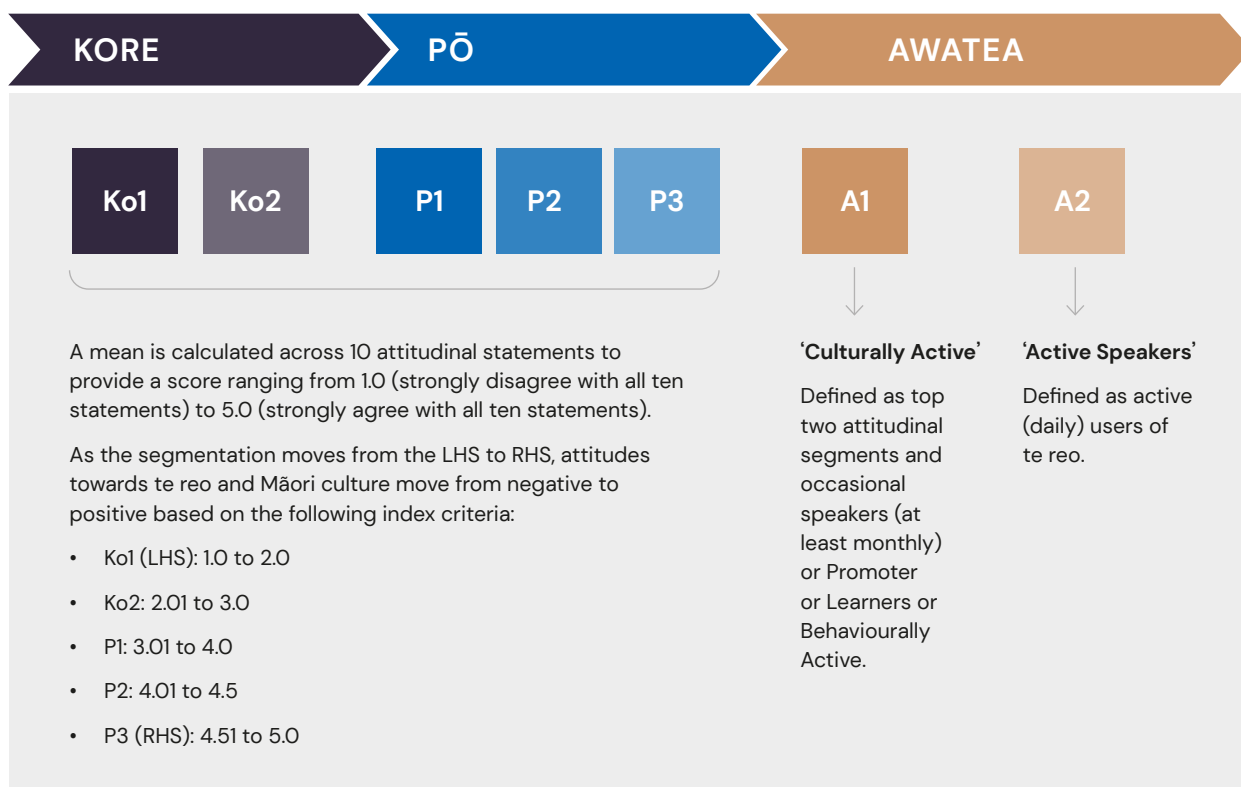 KORE
PŌ
AWATEA
Ko1
Ko2
P1
P2
P3
A1
A2
A mean is calculated across 10 attitudinal statements to
provide a score ranging from 1.0 (strongly disagree with all ten
statements) to 5.0 (strongly agree with all ten statements).
As the segmentation moves from the LHS to RHS, attitudes
towards te reo and Māori culture move from negative to
positive based on the following index criteria:
• Ko1 (LHS): 1.0 to 2.0
• Ko2: 2.01 to 3.0
• P1: 3.01 to 4.0
• P2: 4.01 to 4.5
• P3 (RHS): 4.51 to 5.0
‘Culturally Active’
Defined as top
two attitudinal
segments and
occasional
speakers (at
least monthly)
or Promoter
or Learners or
Behaviourally
Active.
‘Active Speakers’
Defined as active
(daily) users of
te reo.